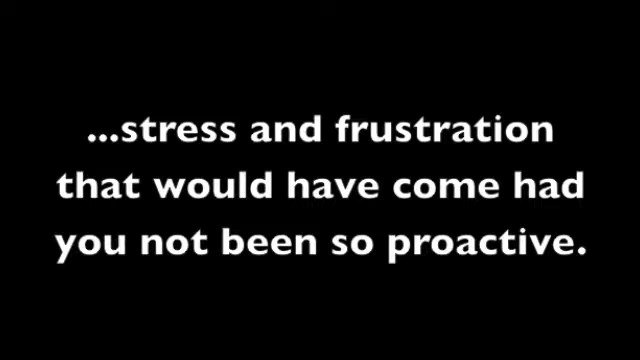 ...stress and frustration
that would have come had
you not been so proactive.